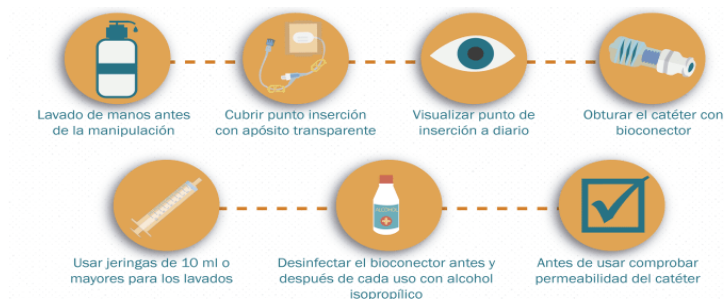 Lavado de manos antes
de la manipulación
Cubrir punto inserción
con apósito transparente
Visualizar punto de
inserción a diario
Obturar el catéter con
bioconector
ALCOHOL
Usar jeringas de 10 ml o
mayores para los lavados
Desinfectar el bioconector antes y
después de cada uso con alcohol
isopropílico
Antes de usar comprobar
permeabilidad del catéter